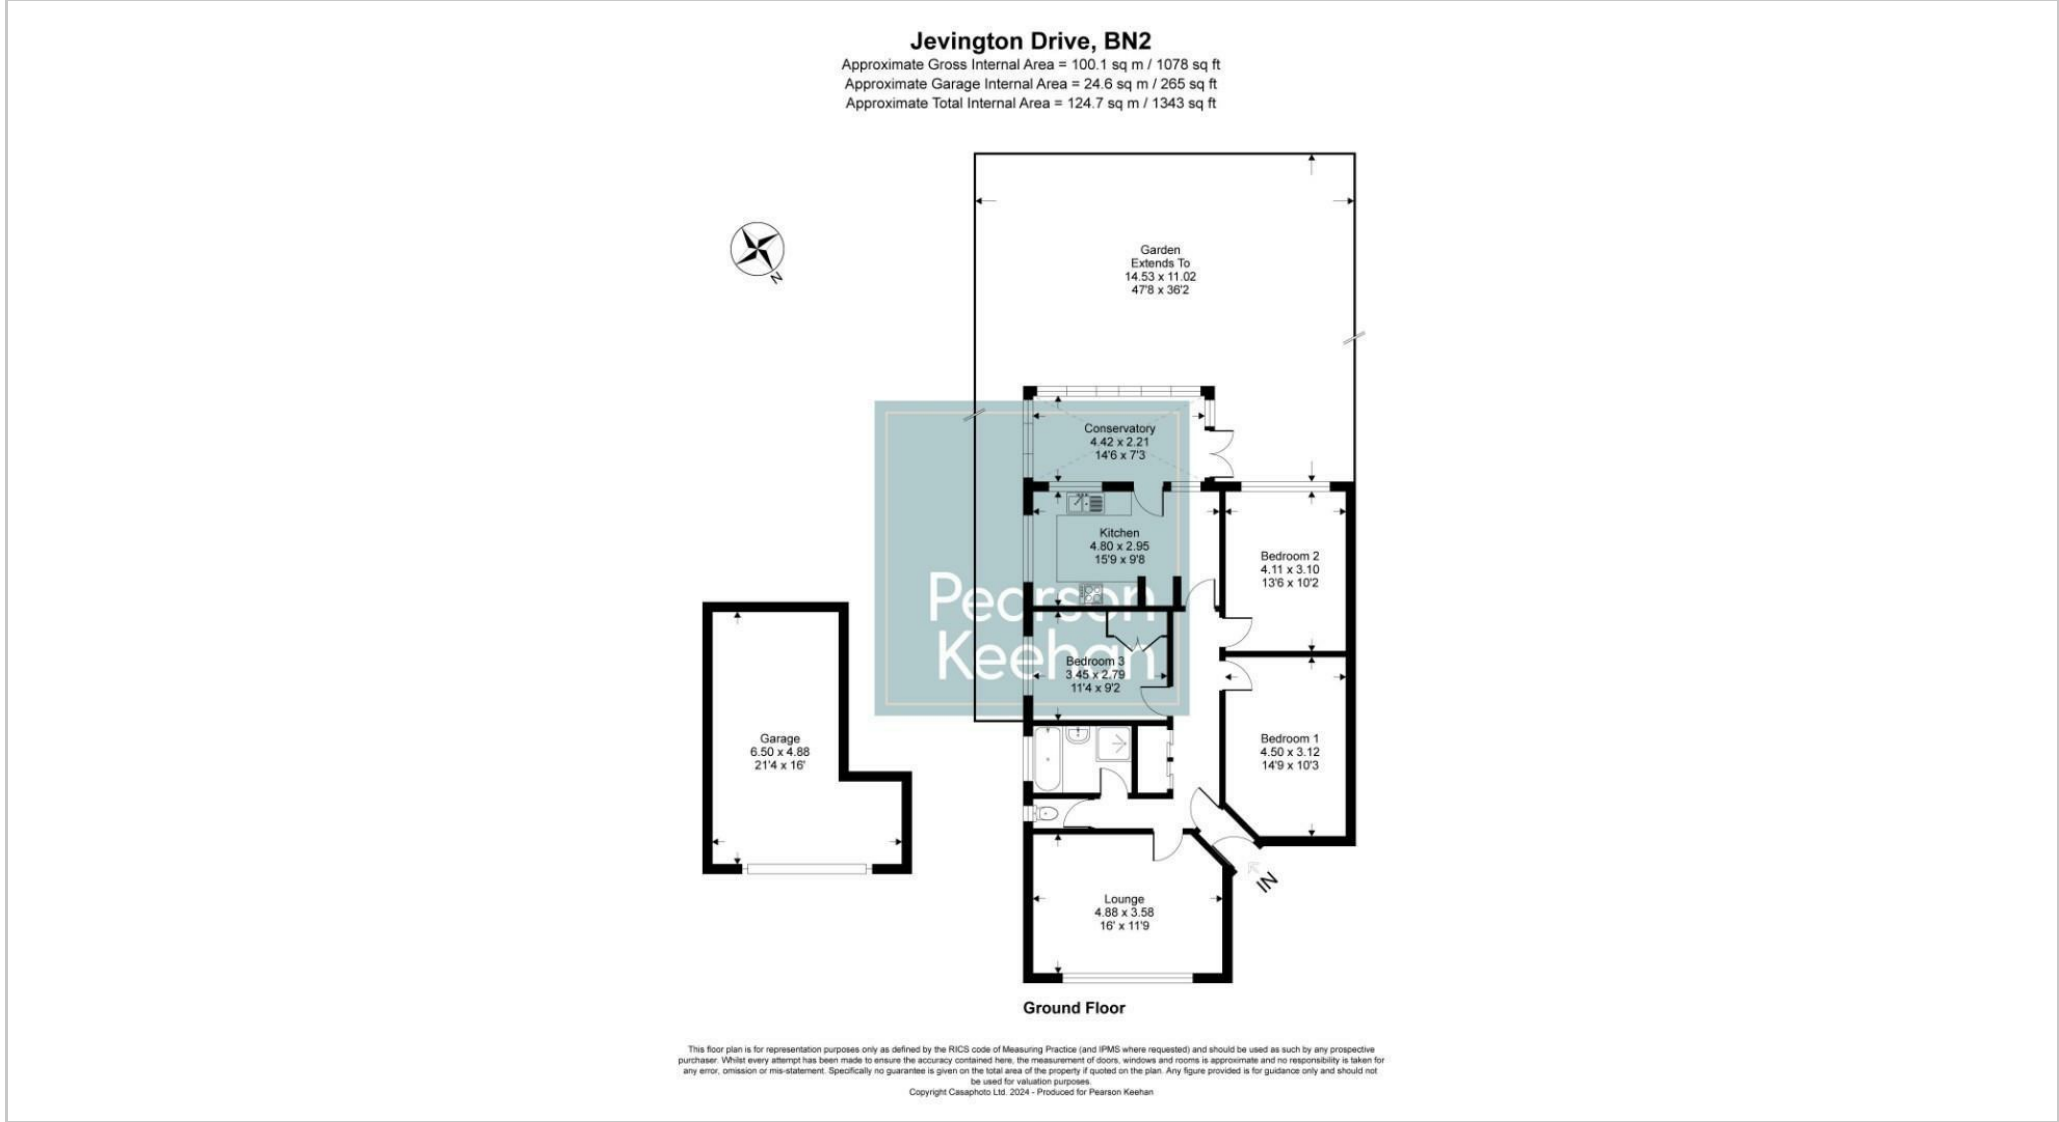 Jevington Drive, BN2
Approximate Gross Internal Area = 100.1 sq m / 1078 sq ft
Approximate Garage Internal Area = 24.6 sq m / 265 sq ft
Approximate Total Internal Area = 124.7 sq m / 1343 sq ft
N
Garden
Extends To
14.53 x 11.02
47'8 x 36'2
Conservatory
4.42 x 2.21
14'6 x 7'3
Kitchen
4.80 x 2.95
15'9 x 9'8
Bedroom 2
4.11 x 3.10
13'6 x 10'2
Pearson
Keehan
Bedroom 3
3.45 x 2.79
11'4 x 9'2
Garage
6.50 x 4.88
21'4 x 16'
Bedroom 1
4.50 x 3.12
14'9 x 10'3
IN
Lounge
4.88 x 3.58
16' x 11'9
Ground Floor
This floor plan is for representation purposes only as defined by the RICS code of Measuring Practice (and IPMS where requested) and should be used as such by any prospective
purchaser. Whilst every attempt has been made to ensure the accuracy contained here, the measurement of doors, windows and rooms is approximate and no responsibility is taken for
any error, omission or mis-statement. Specifically no guarantee is given on the total area of the property if quoted on the plan. Any figure provided is for guidance only and should not
be used for valuation purposes.
Copyright Casaphoto Ltd. 2024 - Produced for Pearson Keehan